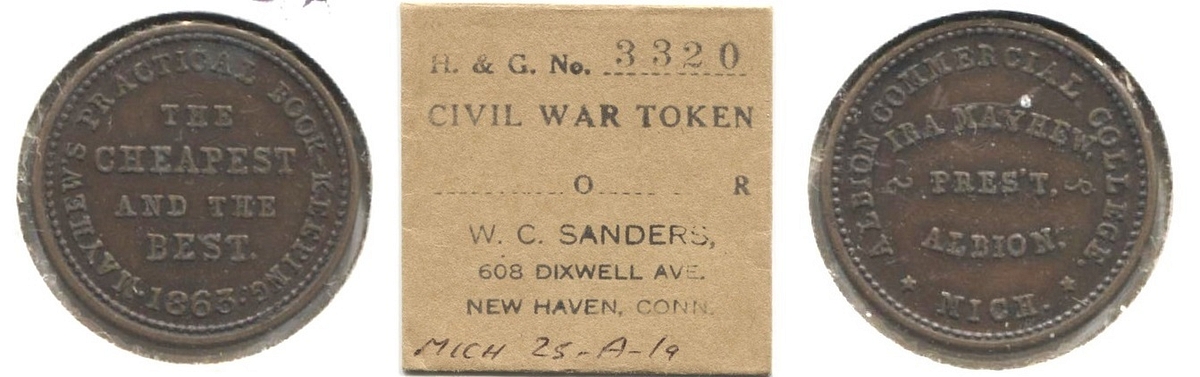 MAYHEW'S PRACTICAL BOOK-KEEPING.
THE
CHEAPEST
AND THE
BEST.
1863
H. & G. No. 3320
CIVIL WAR TOKEN
O R
W. C. SANDERS,
608 DIXWELL AVE.
NEW HAVEN, CONN.
MICH 25-A-1a
ALBION COMMERCIAL COLLEGE.
IRA MAYHEW.
PRES'T,
ALBION.
MICH.